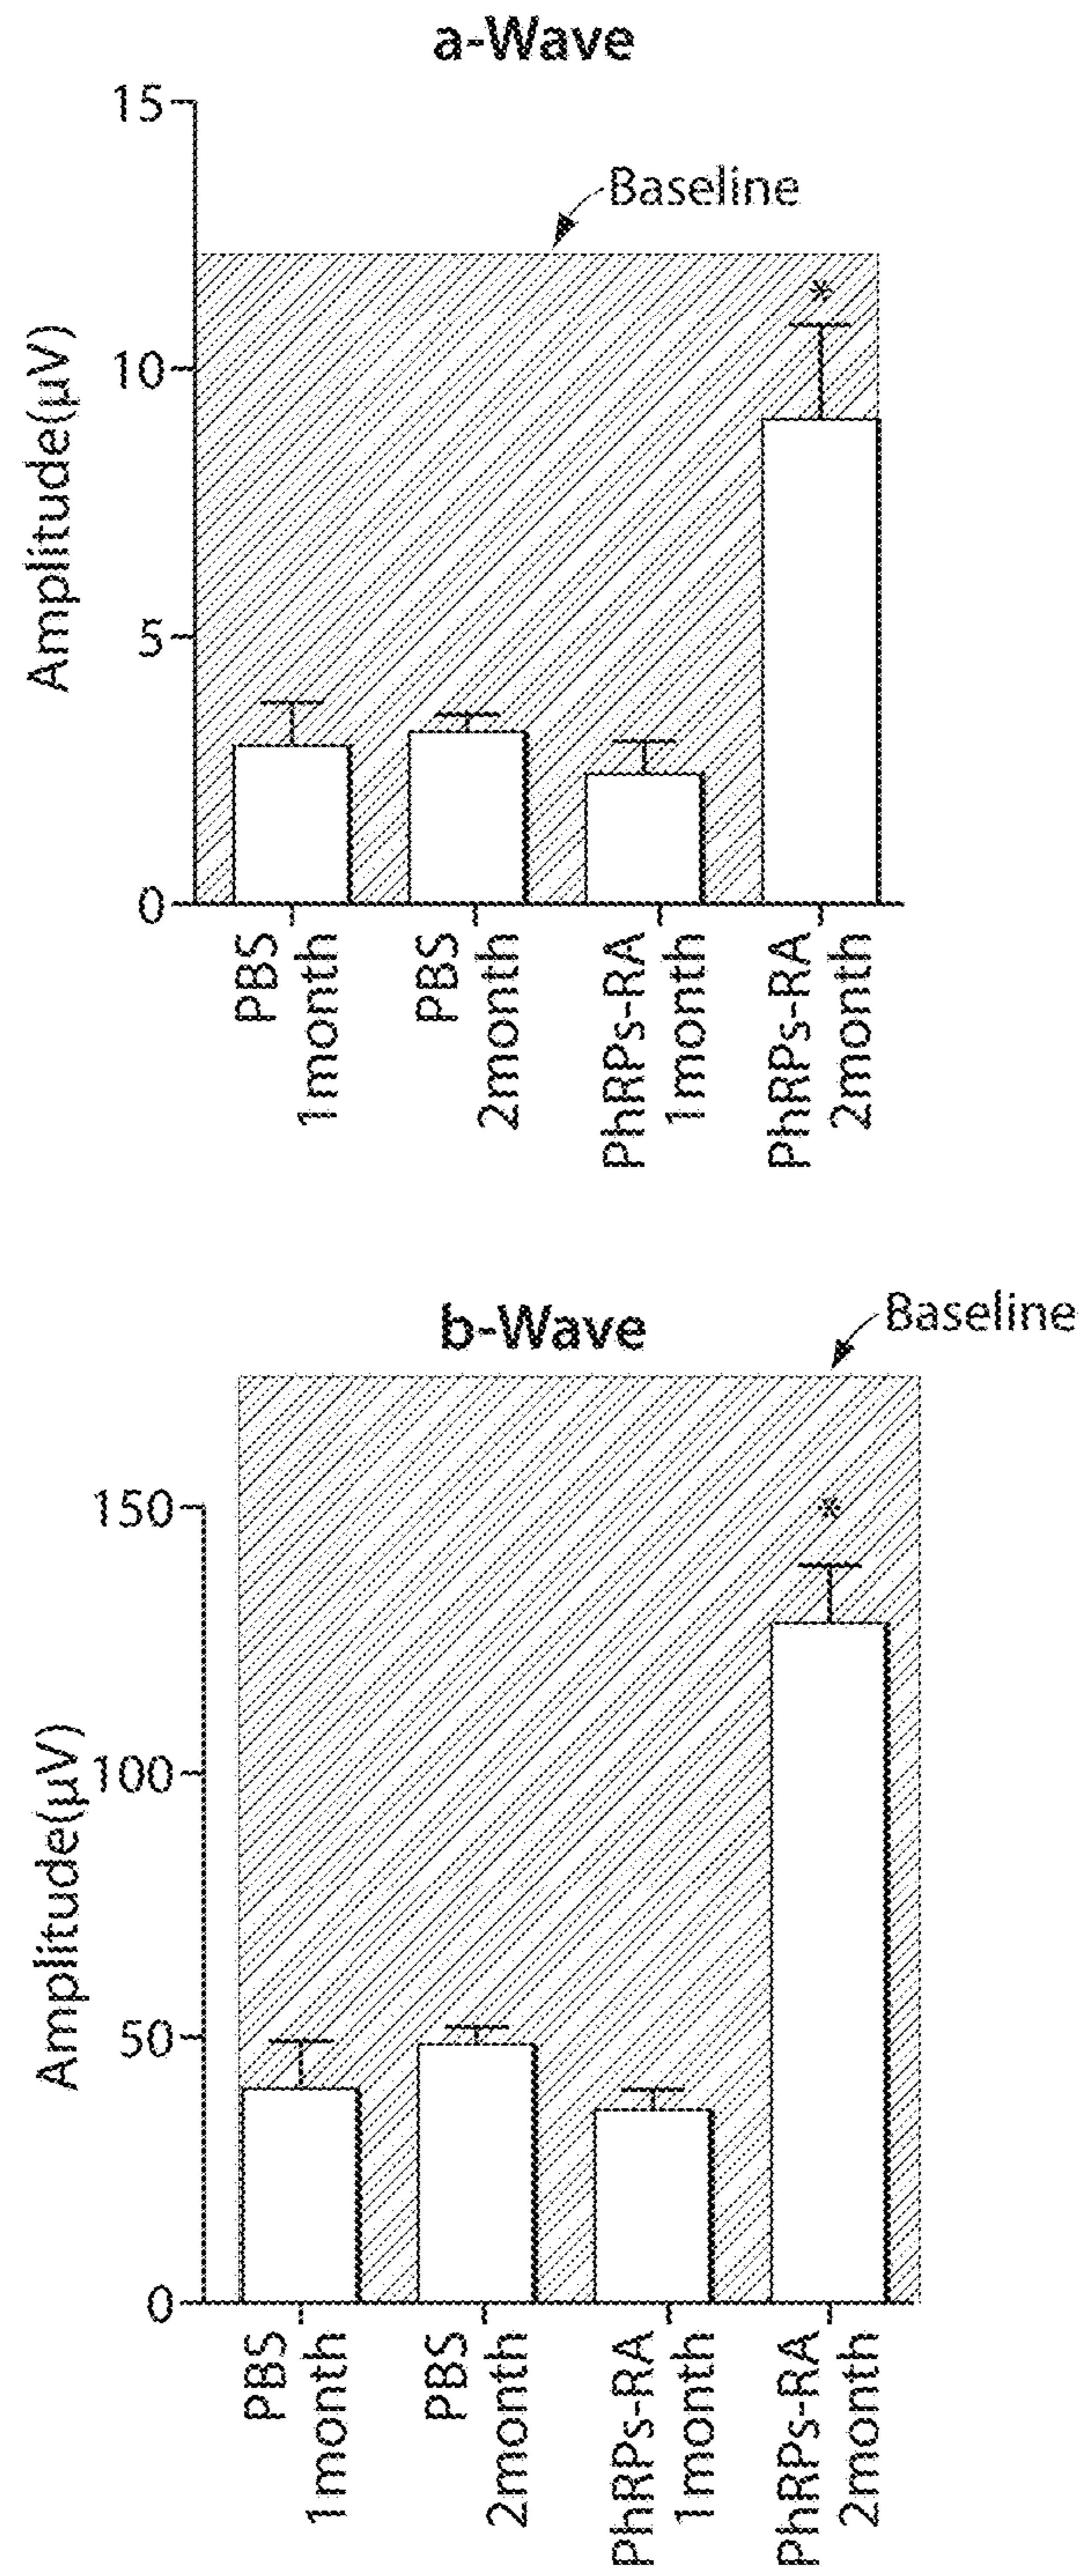 a-Wave
15
Baseline
*
10
Amplitude(μV)
5
0
PBS
1month
PBS
2month
PhRPs-RA
1month
PhRPs-RA
2month
b-Wave
Baseline
150
*
100
Amplitude(μV)
50
0
PBS
1month
PBS
2month
PhRPs-RA
1month
PhRPs-RA
2month